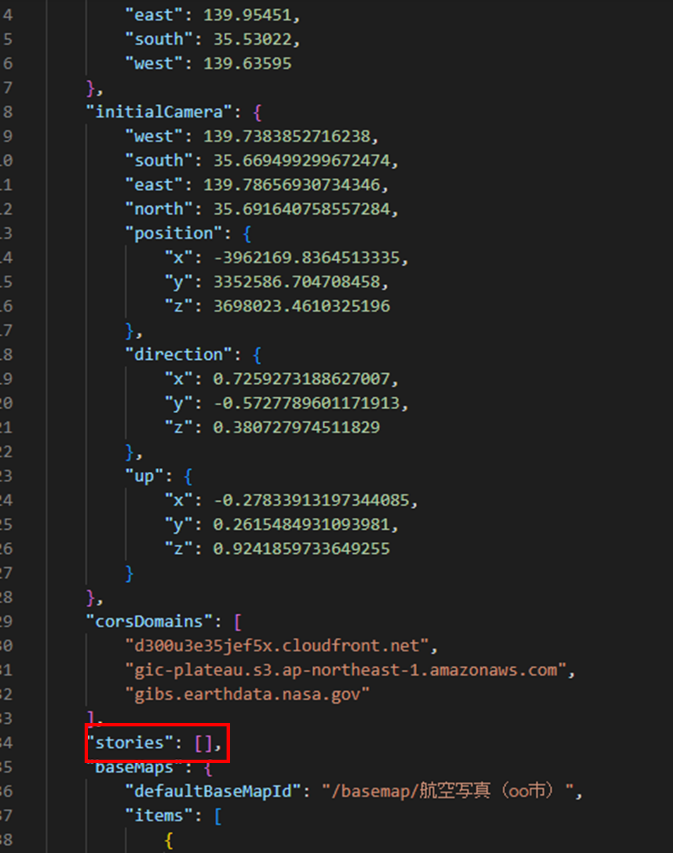 4 "east": 139.95451,
5 "south": 35.53022,
6 "west": 139.63595
7 },
8 "initialCamera": {
9 "west": 139.7383852716238,
10 "south": 35.669499299672474,
11 "east": 139.78656930734346,
12 "north": 35.691640758557284,
13 "position": {
14 "x": -3962169.8364513335,
15 "y": 3352586.704708458,
16 "z": 3698023.4610325196
17 },
18 "direction": {
19 "x": 0.7259273188627007,
20 "y": -0.5727789601171913,
21 "z": 0.380727974511829
22 },
23 "up": {
24 "x": -0.27833913197344085,
25 "y": 0.2615484931093981,
26 "z": 0.9241859733649255
27 }
28 },
29 "corsDomains": [
30 "d300u3e35jef5x.cloudfront.net",
31 "gic-plateau.s3.ap-northeast-1.amazonaws.com",
32 "gibs.earthdata.nasa.gov"
33 ],
34 "stories": [],
35 "baseMaps": {
36 "defaultBaseMapId": "/basemap/航空写真（oo市）",
37 "items": [
38 {